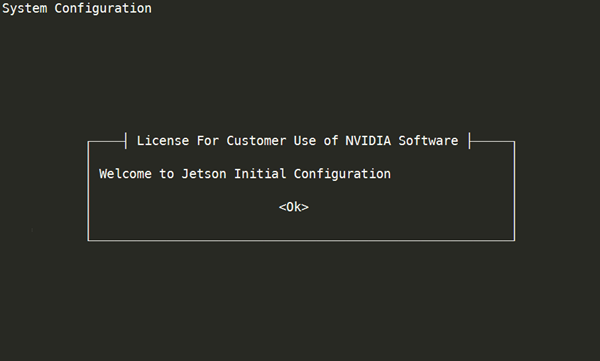 System Configuration
License For Customer Use of NVIDIA Software
Welcome to Jetson Initial Configuration
<Ok>